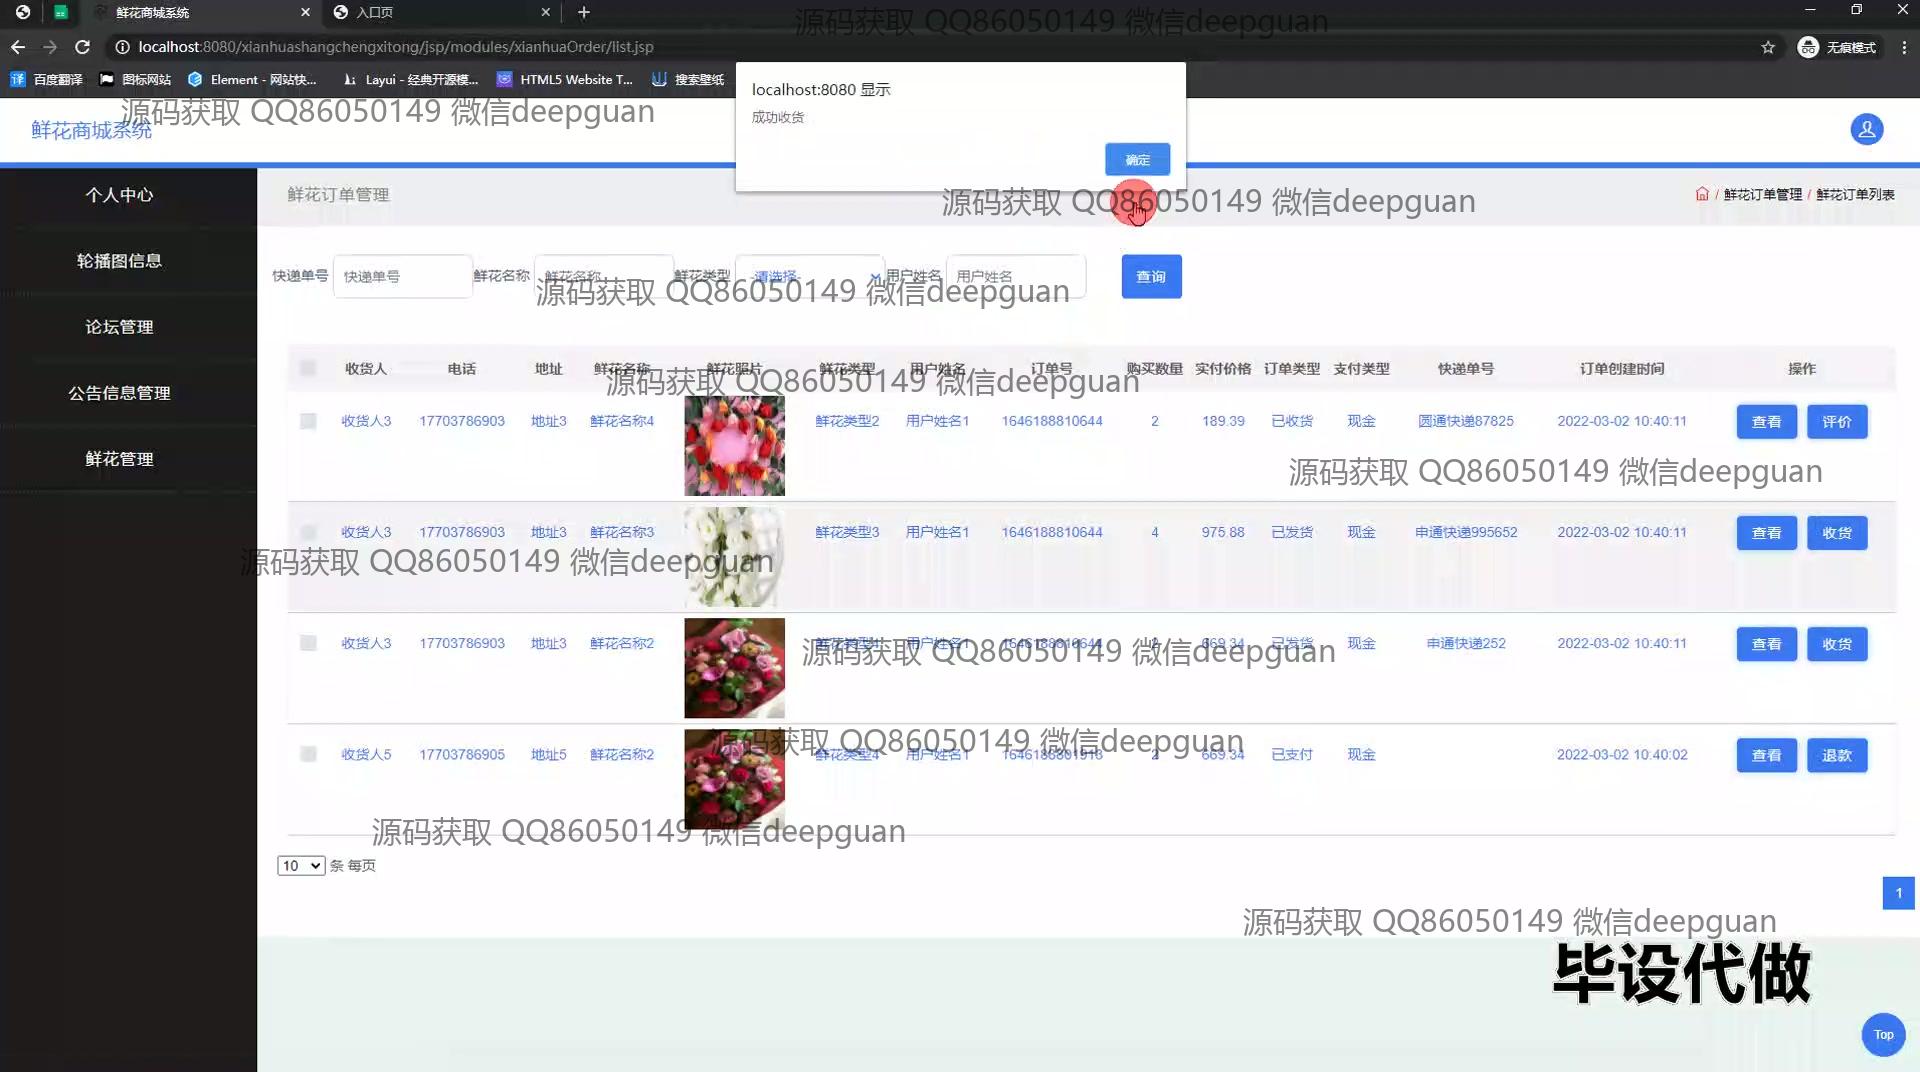 鲜花商城系统
入口页
localhost:8080/xianhuashangchengxitong/jsp/modules/xianhuaOrder/list.jsp
无痕模式
百度翻译
图标网站
Element - 网站快...
Layui - 经典开源模...
HTML5 Website T...
搜索壁纸
源码获取 QQ86050149 微信deepguan
localhost:8080 显示
成功收货
确定
源码获取 QQ86050149 微信deepguan
鲜花商城系统
个人中心
轮播图信息
论坛管理
公告信息管理
鲜花管理
鲜花订单管理
源码获取 QQ86050149 微信deepguan
/ 鲜花订单管理 / 鲜花订单列表
快递单号 快递单号 鲜花名称 鲜花名称 鲜花类型 -请选择- 用户姓名 用户姓名 查询
源码获取 QQ86050149 微信deepguan
收货人 电话 地址 鲜花名称 鲜花照片 鲜花类型 用户姓名 订单号 购买数量 实付价格 订单类型 支付类型 快递单号 订单创建时间 操作
源码获取 QQ86050149 微信deepguan
收货人3 17703786903 地址3 鲜花名称4 鲜花类型2 用户姓名1 1646188810644 2 189.39 已收货 现金 圆通快递87825 2022-03-02 10:40:11 查看 评价
源码获取 QQ86050149 微信deepguan
收货人3 17703786903 地址3 鲜花名称3 鲜花类型3 用户姓名1 1646188810644 4 975.88 已发货 现金 申通快递995652 2022-03-02 10:40:11 查看 收货
源码获取 QQ86050149 微信deepguan
收货人3 17703786903 地址3 鲜花名称2 鲜花类型4 用户姓名1 1646188810644 2 669.34 已发货 现金 申通快递252 2022-03-02 10:40:11 查看 收货
源码获取 QQ86050149 微信deepguan
收货人5 17703786905 地址5 鲜花名称2 鲜花类型4 用户姓名1 1646188801913 2 669.34 已支付 现金 2022-03-02 10:40:02 查看 退款
源码获取 QQ86050149 微信deepguan
源码获取 QQ86050149 微信deepguan
10 条 每页
1
源码获取 QQ86050149 微信deepguan
毕设代做
Top